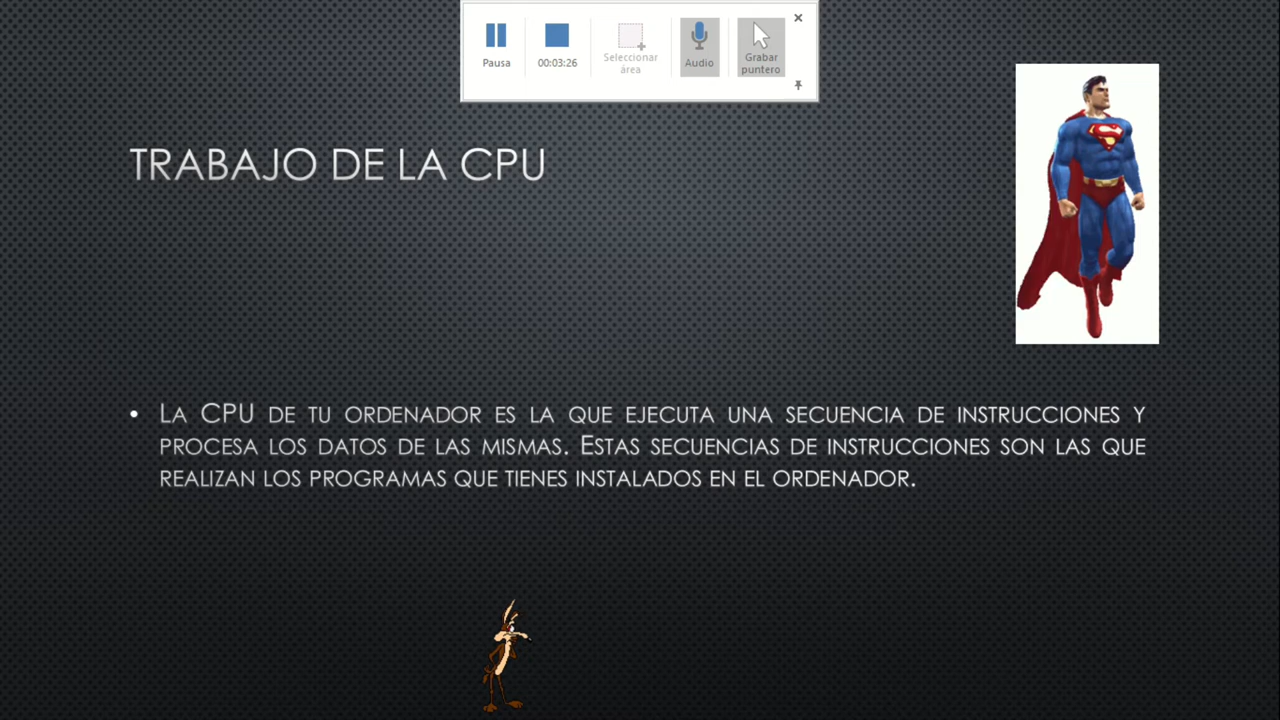 Pausa
00:03:26
Seleccionar
área
Audio
Grabar
puntero
TRABAJO DE LA CPU
• LA CPU DE TU ORDENADOR ES LA QUE EJECUTA UNA SECUENCIA DE INSTRUCCIONES Y
PROCESA LOS DATOS DE LAS MISMAS. ESTAS SECUENCIAS DE INSTRUCCIONES SON LAS QUE
REALIZAN LOS PROGRAMAS QUE TIENES INSTALADOS EN EL ORDENADOR.